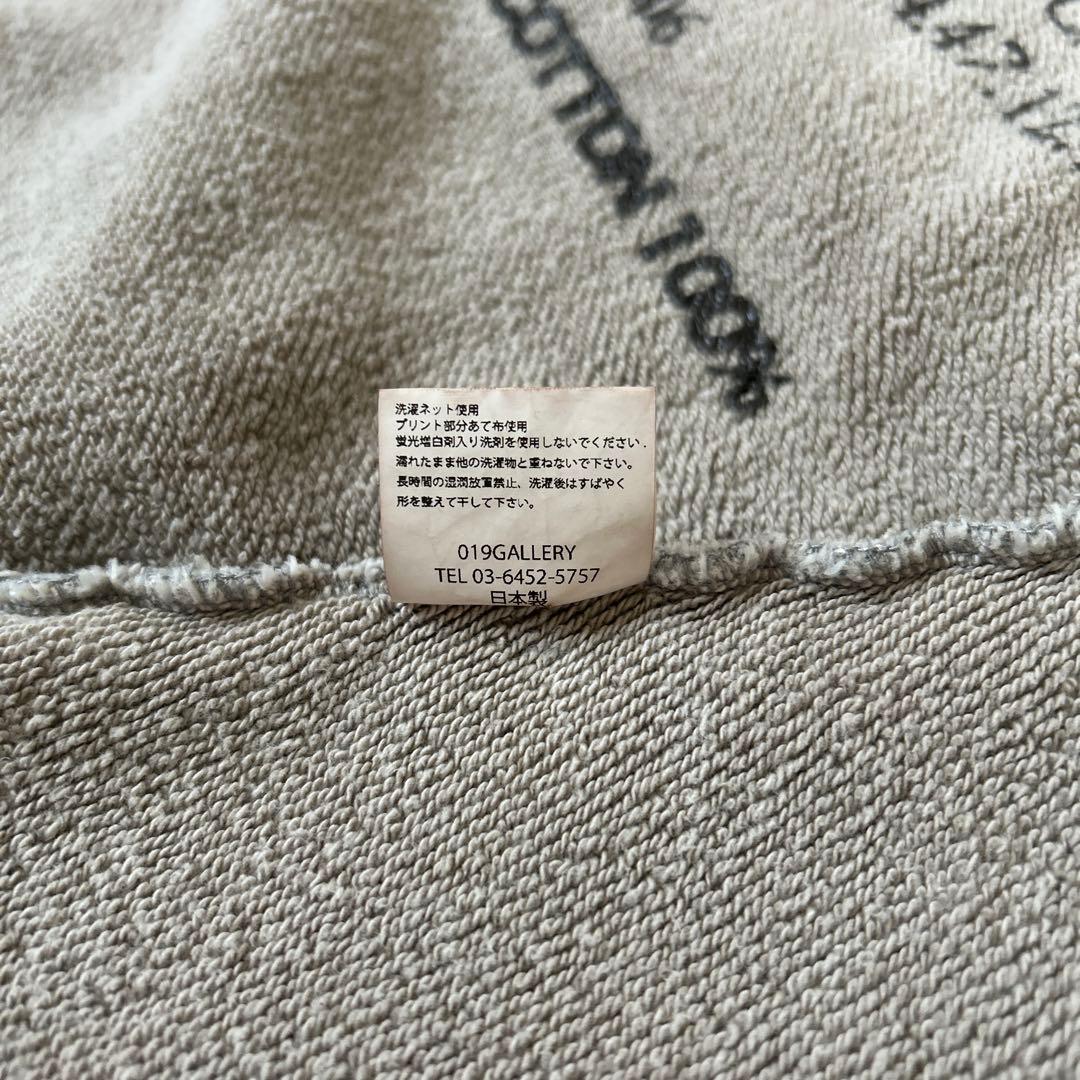 COTTON 100%
洗濯ネット使用
プリント部分あて布使用
蛍光増白剤入り洗剤を使用しないでください.
濡れたまま他の洗濯物と重ねないで下さい。
長時間の湿潤放置禁止、洗濯後はすばやく
形を整えて干して下さい。
019GALLERY
TEL 03-6452-5757
日本製